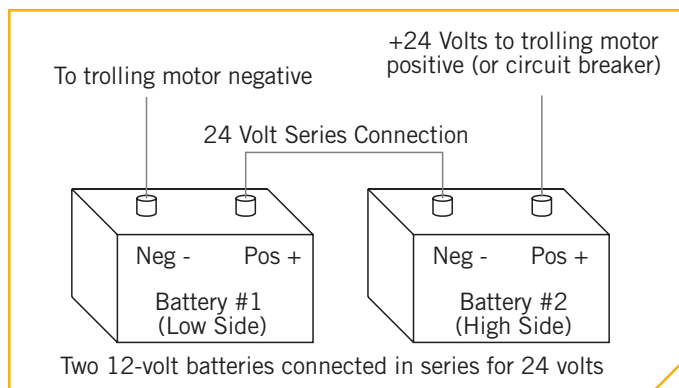 +24 Volts to trolling motor
positive (or circuit breaker)
To trolling motor negative
24 Volt Series Connection
Neg - Pos +
Battery #1
(Low Side)
Neg - Pos +
Battery #2
(High Side)
Two 12-volt batteries connected in series for 24 volts